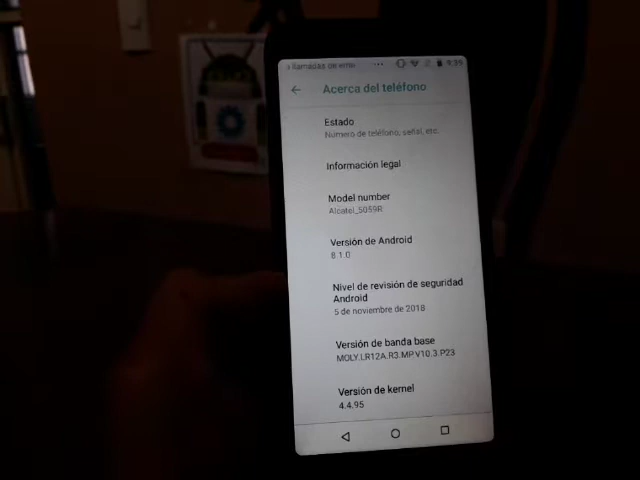 llamadas de emer ... 9:39
Acerca del teléfono
Estado
Número de teléfono, señal, etc.
Información legal
Model number
Alcatel_5059R
Versión de Android
8.1.0
Nivel de revisión de seguridad
Android
5 de noviembre de 2018
Versión de banda base
MOLY.LR12A.R3.MP.V10.3.P23
Versión de kernel
4.4.95